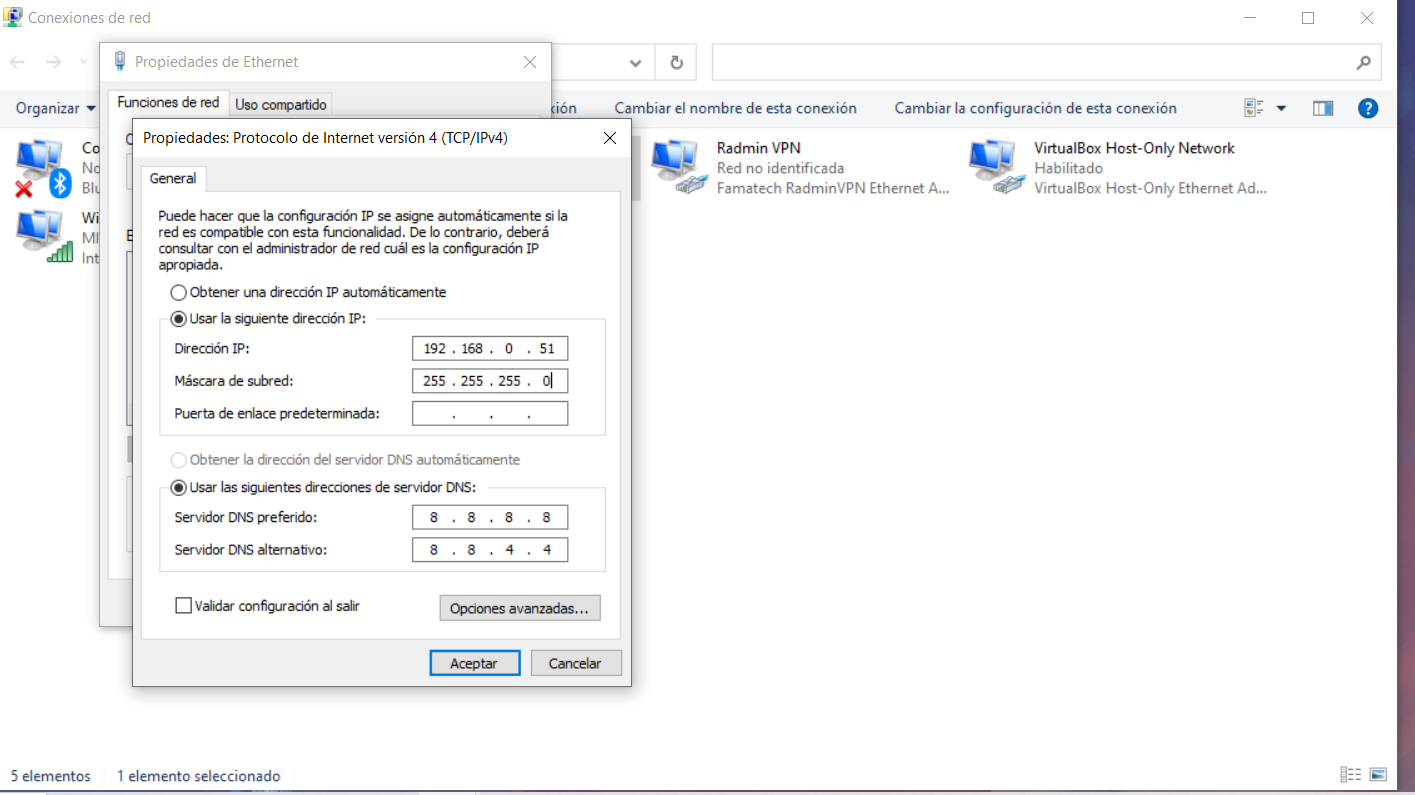 Conexiones de red
Propiedades de Ethernet
Organizar
Funciones de red
Uso compartido
Cambiar el nombre de esta conexión
Cambiar la configuración de esta conexión
Propiedades: Protocolo de Internet versión 4 (TCP/IPv4)
General
Radmin VPN
Red no identificada
Famatech RadminVPN Ethernet A...
VirtualBox Host-Only Network
Habilitado
VirtualBox Host-Only Ethernet Ad...
Puede hacer que la configuración IP se asigne automáticamente si la
red es compatible con esta funcionalidad. De lo contrario, deberá
consultar con el administrador de red cuál es la configuración IP
apropiada.
Obtener una dirección IP automáticamente
Usar la siguiente dirección IP:
Dirección IP: 192 . 168 . 0 . 51
Máscara de subred: 255 . 255 . 255 . 0
Puerta de enlace predeterminada: . . .
Obtener la dirección del servidor DNS automáticamente
Usar las siguientes direcciones de servidor DNS:
Servidor DNS preferido: 8 . 8 . 8 . 8
Servidor DNS alternativo: 8 . 8 . 4 . 4
Validar configuración al salir
Opciones avanzadas...
Aceptar
Cancelar
5 elementos
1 elemento seleccionado